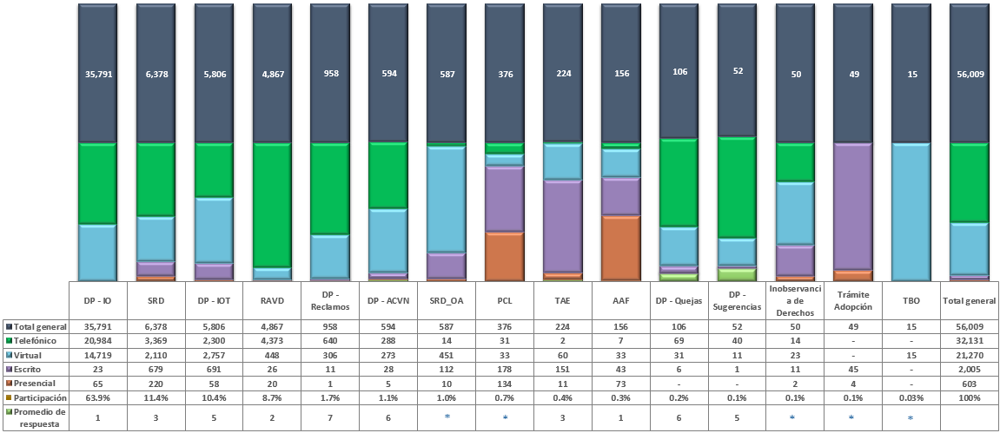 35,791 6,378 5,806 4,867 958 594 587 376 224 156 106 52 50 49 15 56,009
DP - IO SRD DP - IOT RAVD DP - Reclamos DP - ACVN SRD_OA PCL TAE AAF DP - Quejas DP - Sugerencias Inobservancia de Derechos Trámite Adopción TBO Total general
Total general 35,791 6,378 5,806 4,867 958 594 587 376 224 156 106 52 50 49 15 56,009
Telefónico 20,984 3,369 2,300 4,373 640 288 14 31 2 7 69 40 14 - - 32,131
Virtual 14,719 2,110 2,757 448 306 273 451 33 60 33 31 11 23 - 15 21,270
Escrito 23 679 691 26 11 28 112 178 151 43 6 1 11 45 - 2,005
Presencial 65 220 58 20 1 5 10 134 11 73 - - 2 4 - 603
Participación 63.9% 11.4% 10.4% 8.7% 1.7% 1.1% 1.0% 0.7% 0.4% 0.3% 0.2% 0.1% 0.1% 0.1% 0.03% 100%
Promedio de respuesta 1 3 5 2 7 6 * * 3 1 6 5 * * *